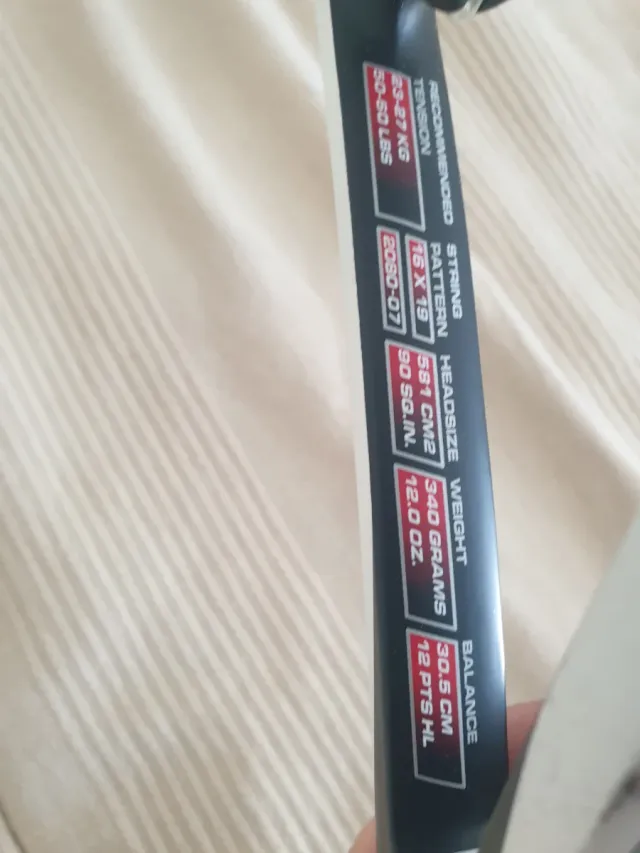 RECOMMENDED
TENSION
23-27 KG
50-60 LBS
STRING
PATTERN
16 X 19
2080-07
HEADSIZE
581 CM2
90 SQ.IN.
WEIGHT
340 GRAMS
12.0 OZ.
BALANCE
30.5 CM
12 PTS HL